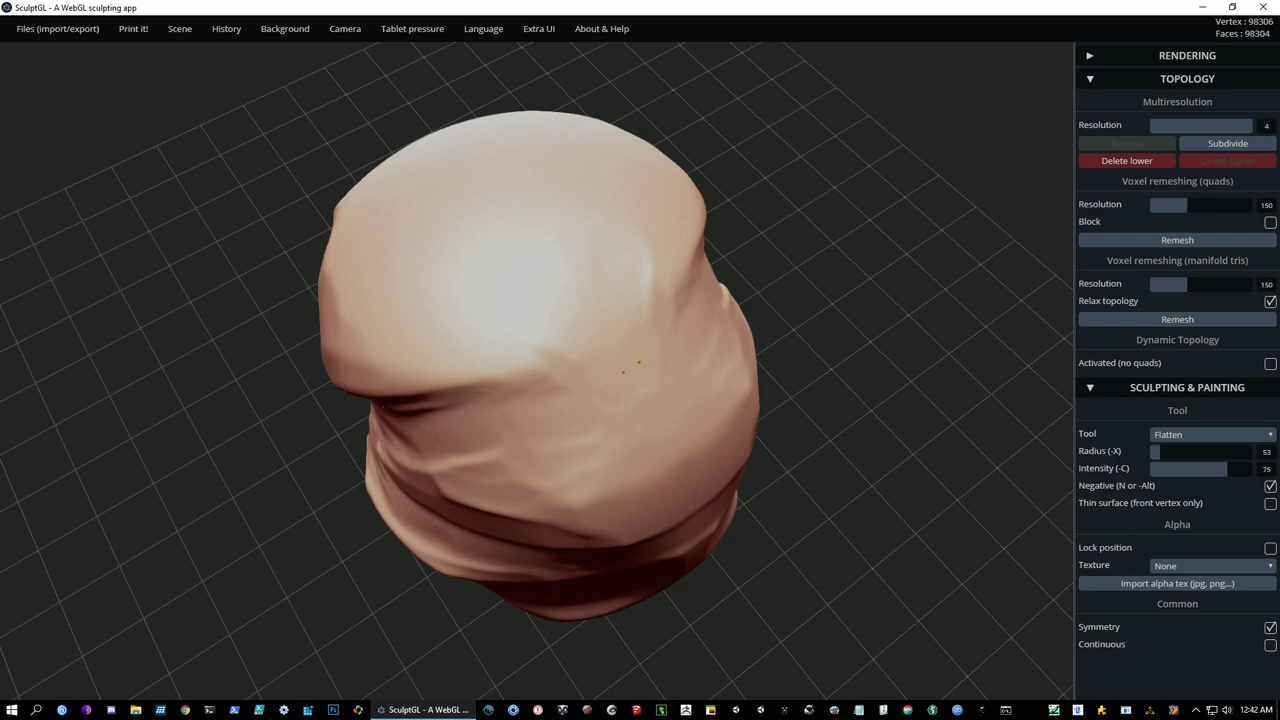 SculptGL - A WebGL sculpting app
Files (import/export) Print it! Scene History Background Camera Tablet pressure Language Extra UI About & Help
Vertex : 98306
Faces : 98304
RENDERING
TOPOLOGY
Multiresolution
Resolution 4
Reverse Subdivide
Delete lower Delete higher
Voxel remeshing (quads)
Resolution 150
Block
Remesh
Voxel remeshing (manifold tris)
Resolution 150
Relax topology
Remesh
Dynamic Topology
Activated (no quads)
SCULPTING & PAINTING
Tool
Tool Flatten
Radius (-X) 53
Intensity (-C) 75
Negative (N or -Alt)
Thin surface (front vertex only)
Alpha
Lock position
Texture None
Import alpha tex (jpg, png...)
Common
Symmetry
Continuous
SculptGL - A WebGL ...
12:42 AM